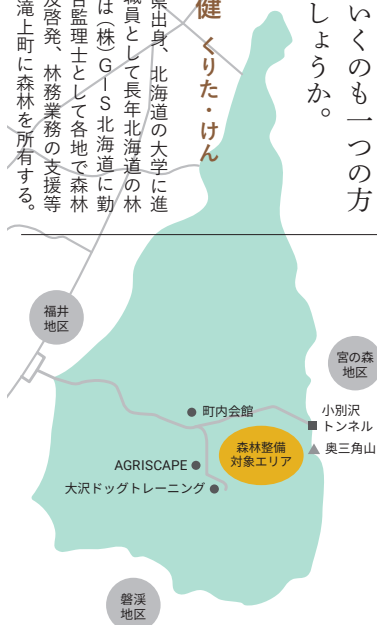 いくのも一つの方
しょうか。
健 くりた・けん
県出身、北海道の大学に進
職員として長年北海道の林
は(株)GIS北海道に勤
合監理士として各地で森林
及啓発、林務業務の支援等
滝上町に森林を所有する。
福井
地区
宮の森
地区
町内会館
小別沢
トンネル
奥三角山
森林整備
対象エリア
AGRISCAPE
大沢ドッグトレーニング
磐渓
地区